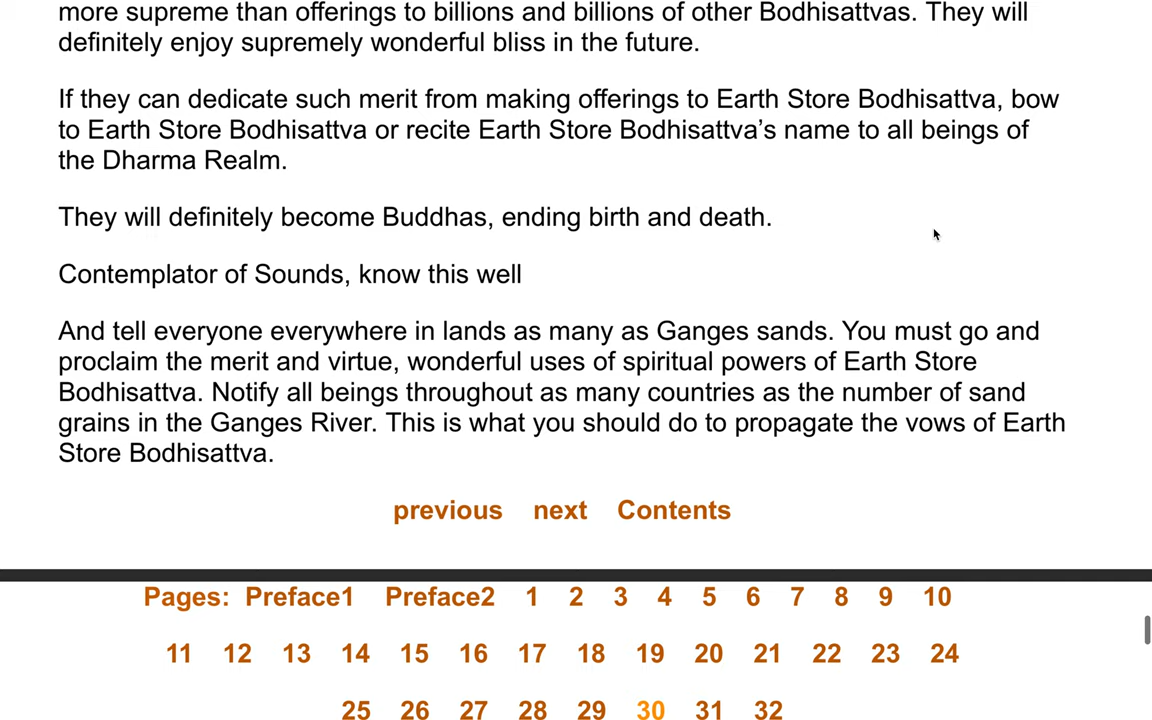 more supreme than offerings to billions and billions of other Bodhisattvas. They will
definitely enjoy supremely wonderful bliss in the future.
If they can dedicate such merit from making offerings to Earth Store Bodhisattva, bow
to Earth Store Bodhisattva or recite Earth Store Bodhisattva’s name to all beings of
the Dharma Realm.
They will definitely become Buddhas, ending birth and death.
Contemplator of Sounds, know this well
And tell everyone everywhere in lands as many as Ganges sands. You must go and
proclaim the merit and virtue, wonderful uses of spiritual powers of Earth Store
Bodhisattva. Notify all beings throughout as many countries as the number of sand
grains in the Ganges River. This is what you should do to propagate the vows of Earth
Store Bodhisattva.
previous next Contents
Pages: Preface1 Preface2 1 2 3 4 5 6 7 8 9 10
11 12 13 14 15 16 17 18 19 20 21 22 23 24
25 26 27 28 29 30 31 32